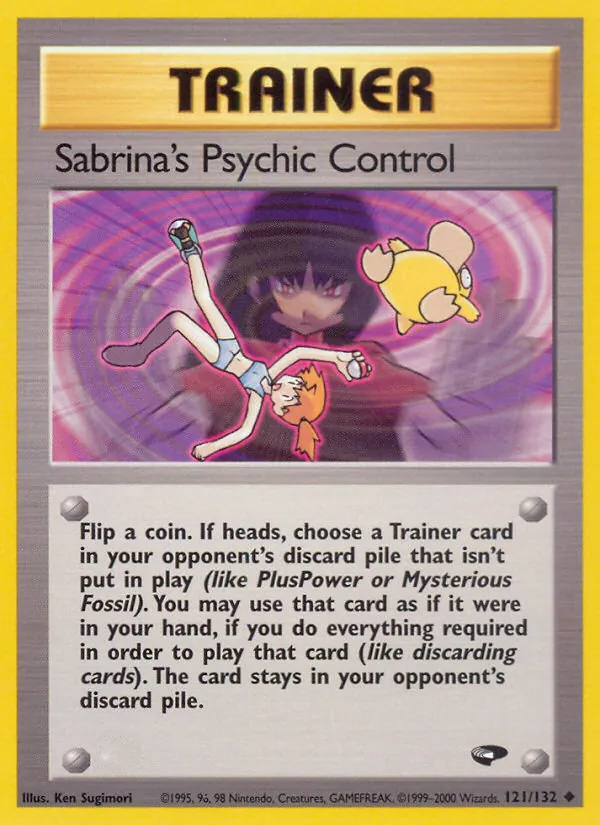 TRAINER
Sabrina's Psychic Control
Flip a coin. If heads, choose a Trainer card
in your opponent's discard pile that isn't
put in play (like PlusPower or Mysterious
Fossil). You may use that card as if it were
in your hand, if you do everything required
in order to play that card (like discarding
cards). The card stays in your opponent's
discard pile.
Illus. Ken Sugimori ©1995, 96, 98 Nintendo, Creatures, GAMEFREAK. ©1999-2000 Wizards. 121/132